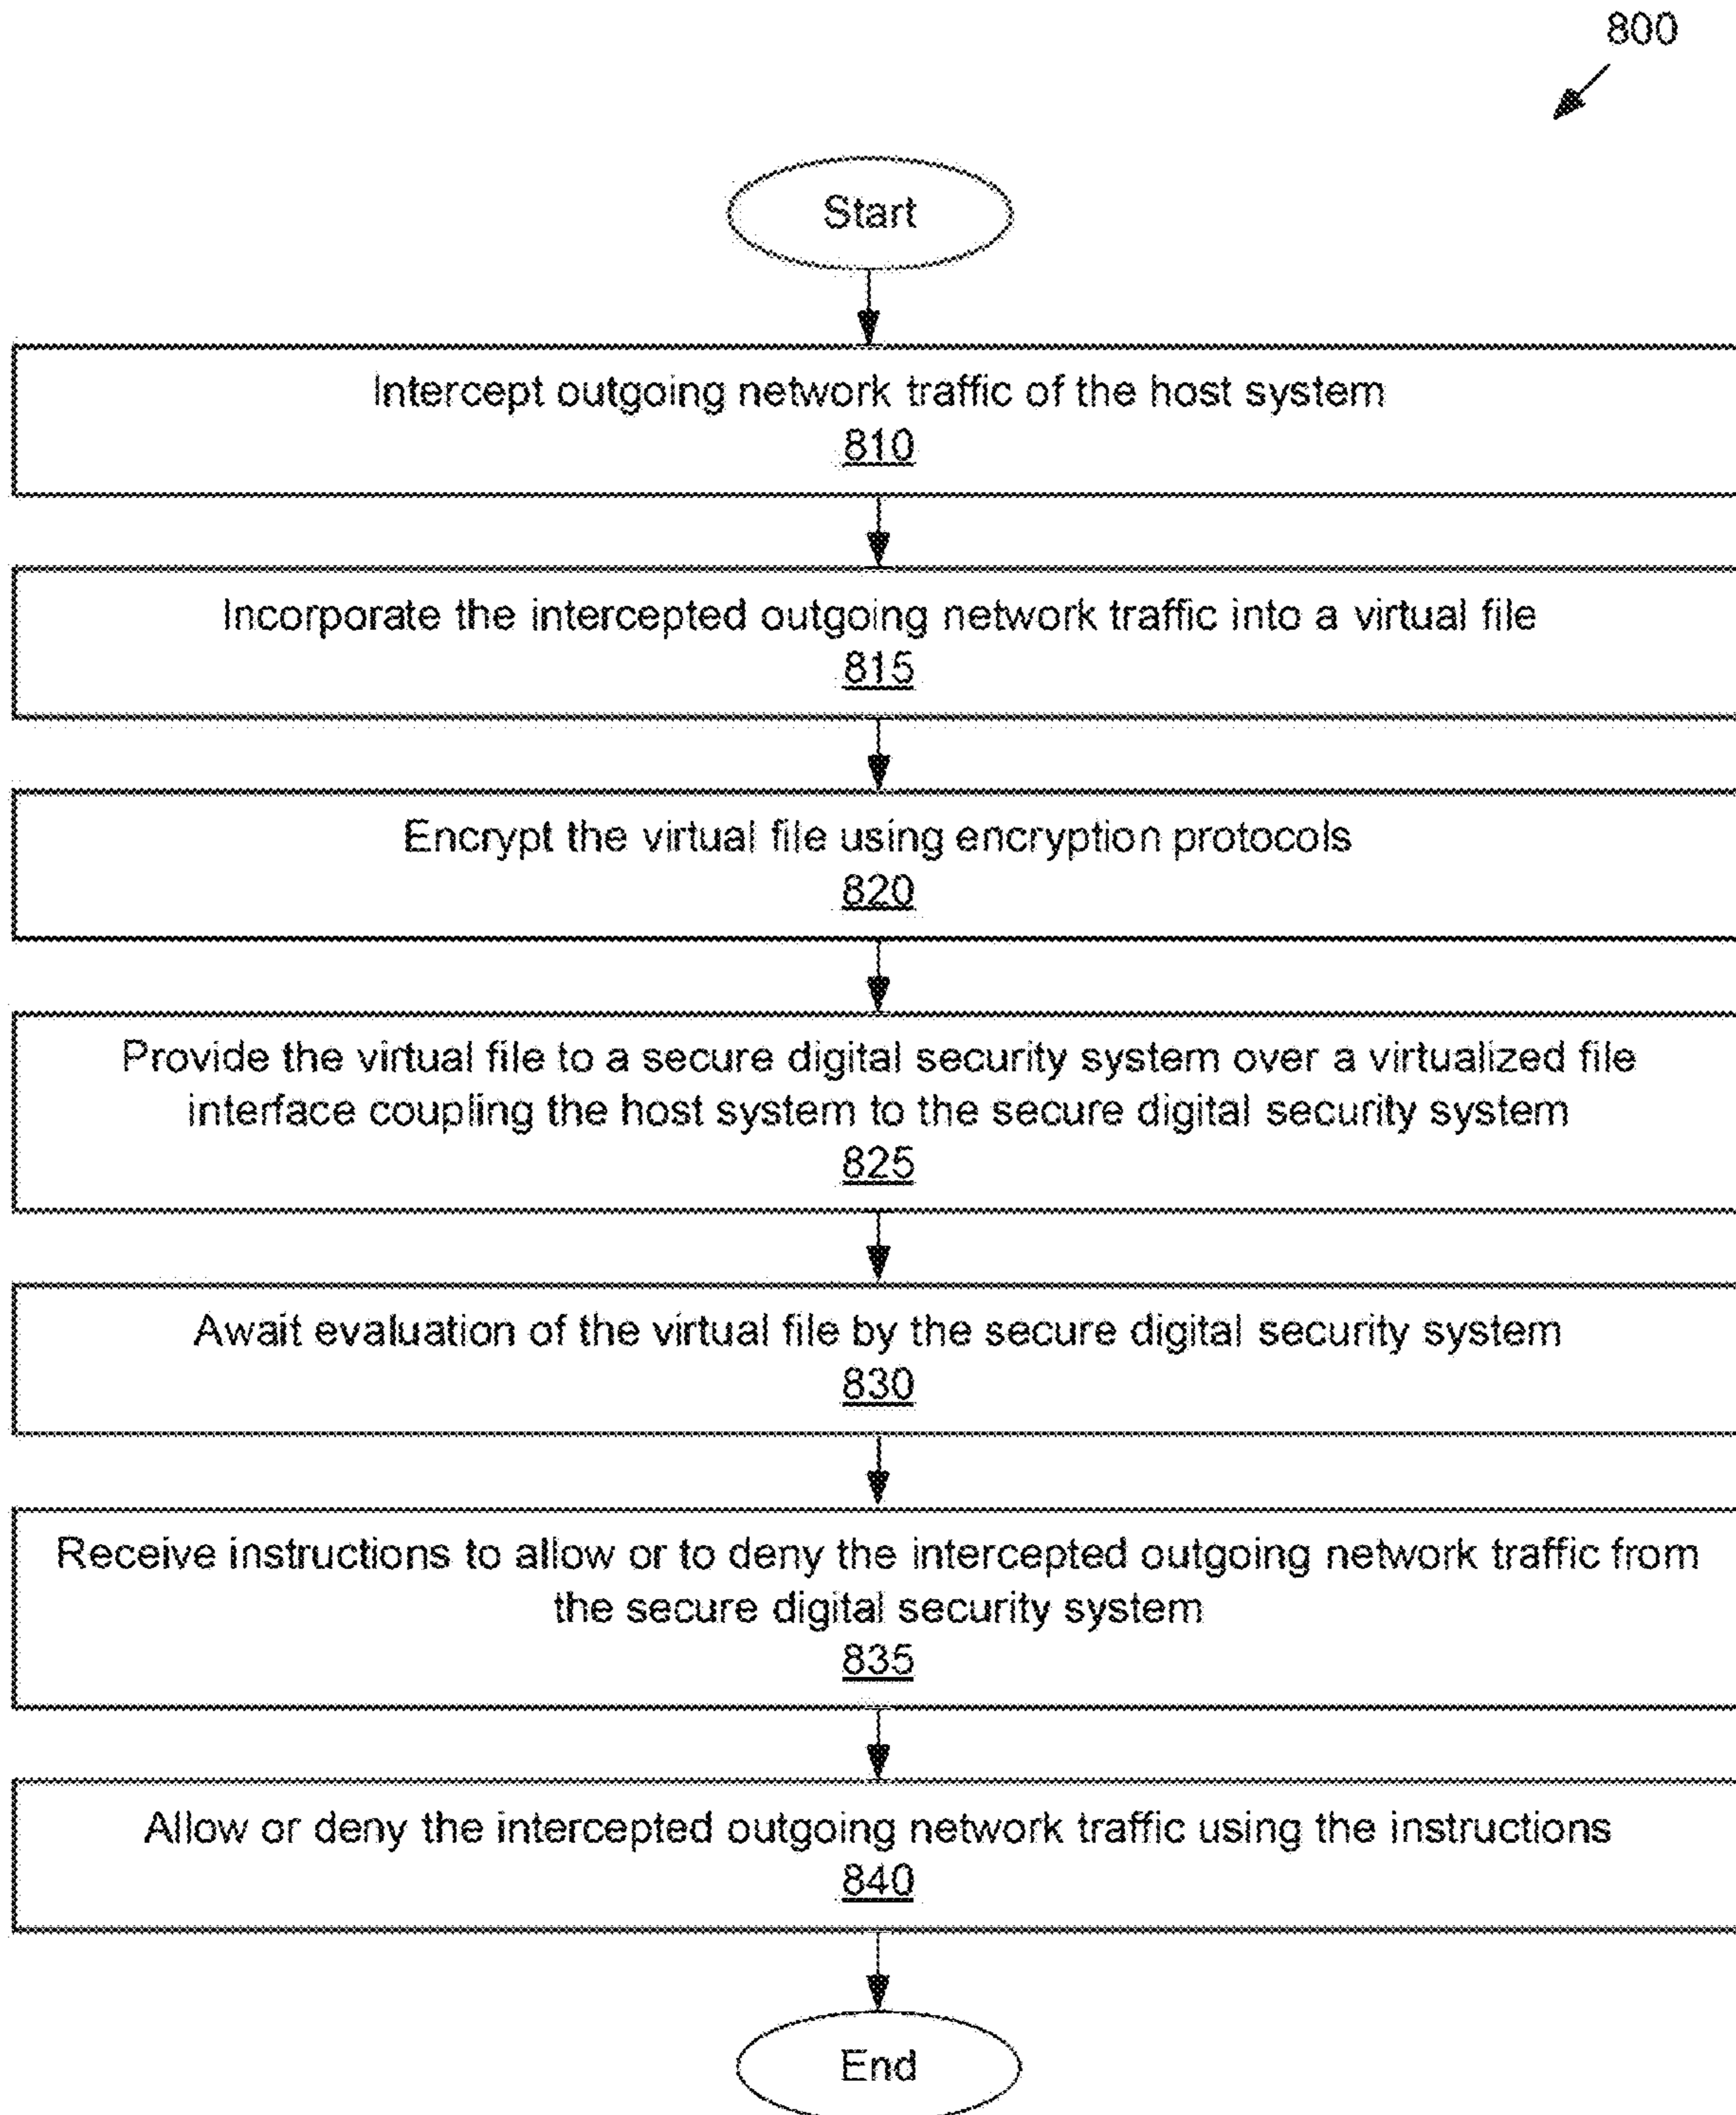 800
Start
Intercept outgoing network traffic of the host system
810
Incorporate the intercepted outgoing network traffic into a virtual file
815
Encrypt the virtual file using encryption protocols
820
Provide the virtual file to a secure digital security system over a virtualized file
interface coupling the host system to the secure digital security system
825
Await evaluation of the virtual file by the secure digital security system
830
Receive instructions to allow or to deny the intercepted outgoing network traffic from
the secure digital security system
835
Allow or deny the intercepted outgoing network traffic using the instructions
840
End